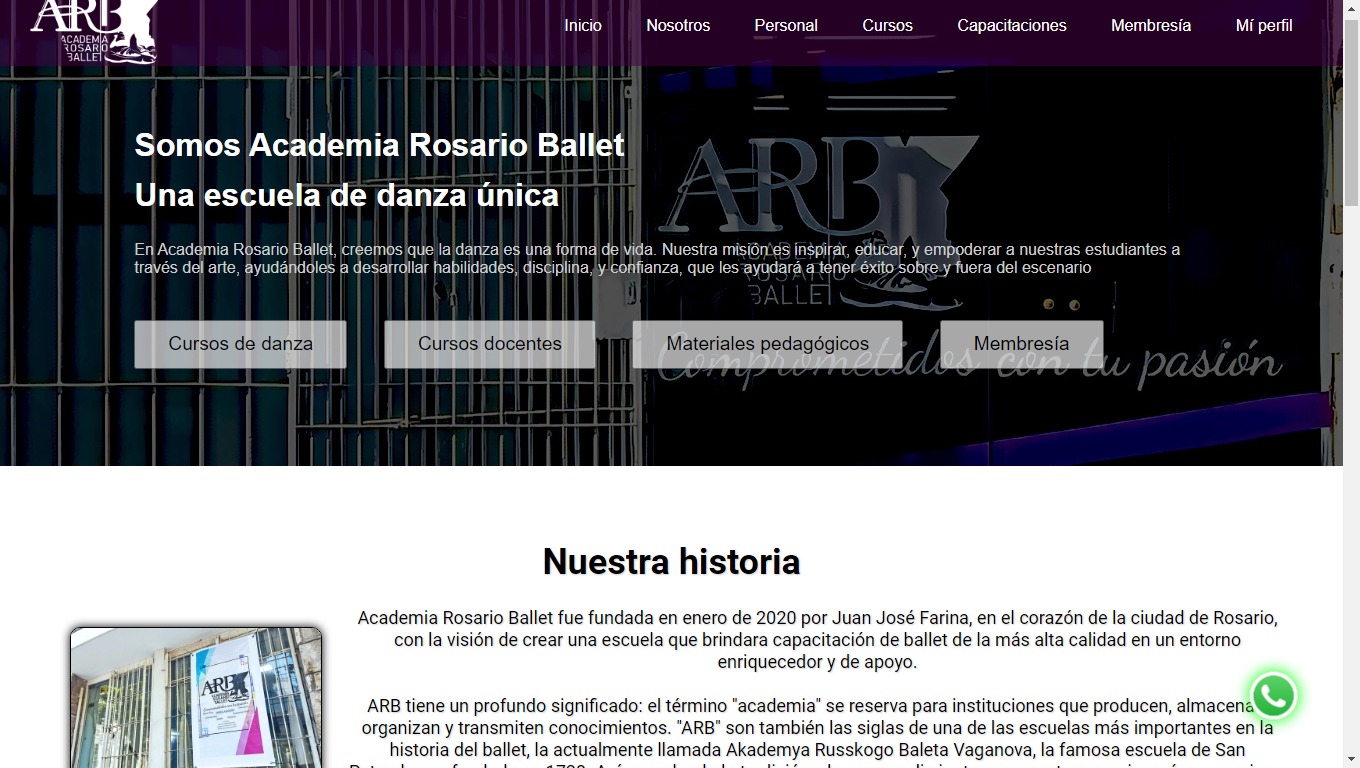 ARB
ACADEMIA
ROSARIO
BALLET
Inicio
Nosotros
Personal
Cursos
Capacitaciones
Membresía
Mí perfil
Somos Academia Rosario Ballet
Una escuela de danza única
En Academia Rosario Ballet, creemos que la danza es una forma de vida. Nuestra misión es inspirar, educar, y empoderar a nuestras estudiantes a
través del arte, ayudándoles a desarrollar habilidades, disciplina, y confianza, que les ayudará a tener éxito sobre y fuera del escenario
ARB
ACADEMIA
ROSARIO
BALLET
Cursos de danza
Cursos docentes
Materiales pedagógicos
Membresía
Comprometidos con tu pasión
Nuestra historia
Academia Rosario Ballet fue fundada en enero de 2020 por Juan José Farina, en el corazón de la ciudad de Rosario,
con la visión de crear una escuela que brindara capacitación de ballet de la más alta calidad en un entorno
enriquecedor y de apoyo.
ARB tiene un profundo significado: el término "academia" se reserva para instituciones que producen, almacena
organizan y transmiten conocimientos. "ARB" son también las siglas de una de las escuelas más importantes en la
historia del ballet, la actualmente llamada Akademya Russkogo Baleta Vaganova, la famosa escuela de San
ARB